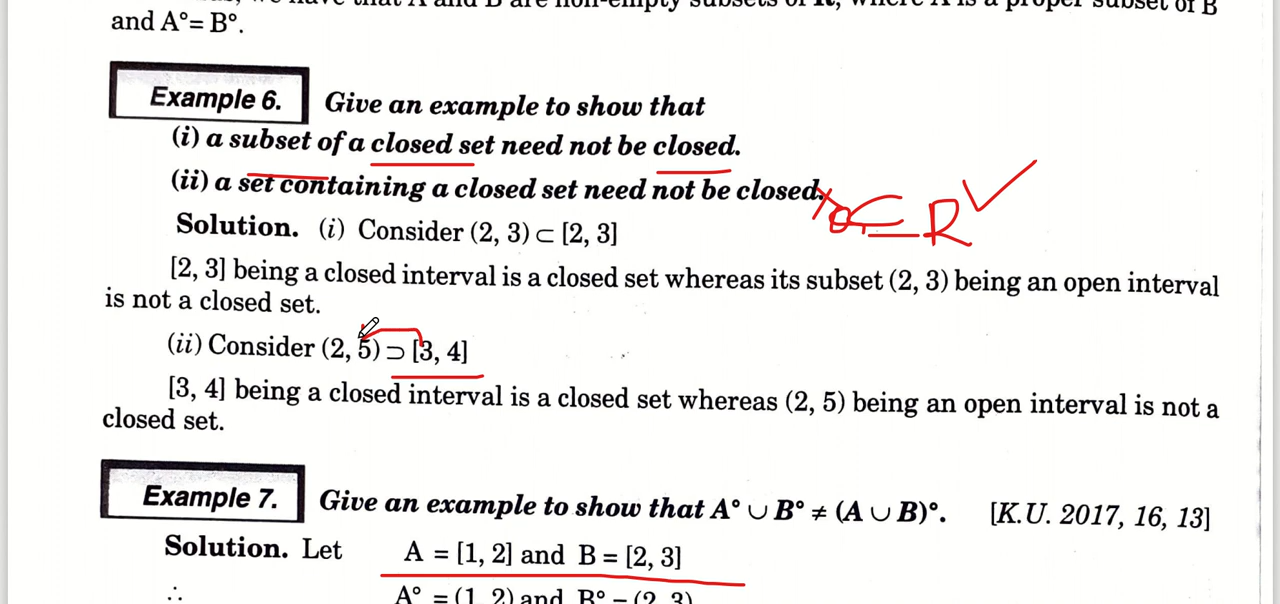 and A°= B°.
Example 6. Give an example to show that
(i) a subset of a closed set need not be closed.
(ii) a set containing a closed set need not be closed.
Solution. (i) Consider (2, 3) ⊂ [2, 3]
R
[2, 3] being a closed interval is a closed set whereas its subset (2, 3) being an open interval
is not a closed set.
(ii) Consider (2, 5) ⊃ [3, 4]
[3, 4] being a closed interval is a closed set whereas (2, 5) being an open interval is not a
closed set.
Example 7. Give an example to show that A° ∪ B° ≠ (A ∪ B)°. [K.U. 2017, 16, 13]
Solution. Let A = [1, 2] and B = [2, 3]
∴ A° = (1, 2) and B° = (2, 3)